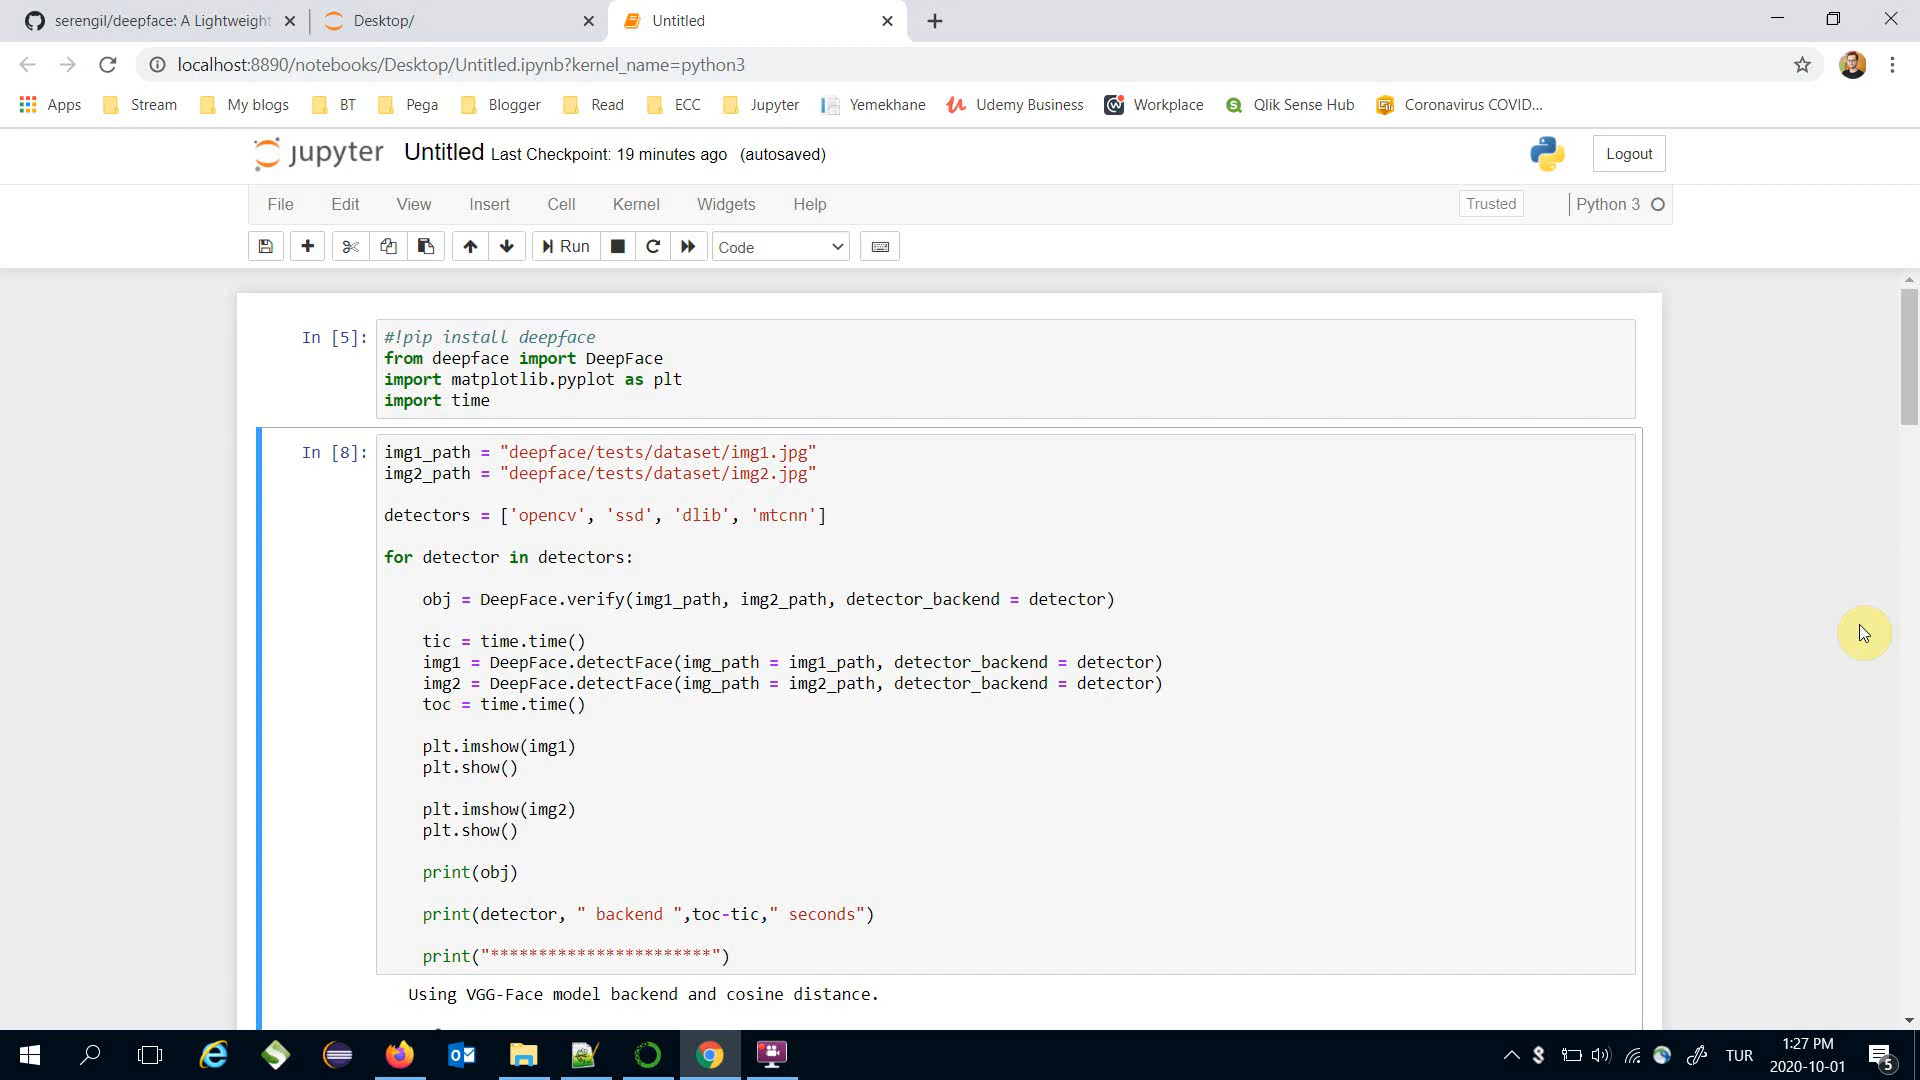 serengil/deepface: A Lightweight
Desktop/
Untitled
localhost:8890/notebooks/Desktop/Untitled.ipynb?kernel_name=python3
Apps
Stream
My blogs
BT
Pega
Blogger
Read
ECC
Jupyter
Yemekhane
Udemy Business
Workplace
Qlik Sense Hub
Coronavirus COVID...
jupyter Untitled Last Checkpoint: 19 minutes ago (autosaved)
Logout
File Edit View Insert Cell Kernel Widgets Help
Trusted
Python 3
Run
Code
In [5]:
#!pip install deepface
from deepface import DeepFace
import matplotlib.pyplot as plt
import time
In [8]:
img1_path = "deepface/tests/dataset/img1.jpg"
img2_path = "deepface/tests/dataset/img2.jpg"
detectors = ['opencv', 'ssd', 'dlib', 'mtcnn']
for detector in detectors:
obj = DeepFace.verify(img1_path, img2_path, detector_backend = detector)
tic = time.time()
img1 = DeepFace.detectFace(img_path = img1_path, detector_backend = detector)
img2 = DeepFace.detectFace(img_path = img2_path, detector_backend = detector)
toc = time.time()
plt.imshow(img1)
plt.show()
plt.imshow(img2)
plt.show()
print(obj)
print(detector, " backend ",toc-tic," seconds")
print("***********************")
Using VGG-Face model backend and cosine distance.
TUR
1:27 PM
2020-10-01
5